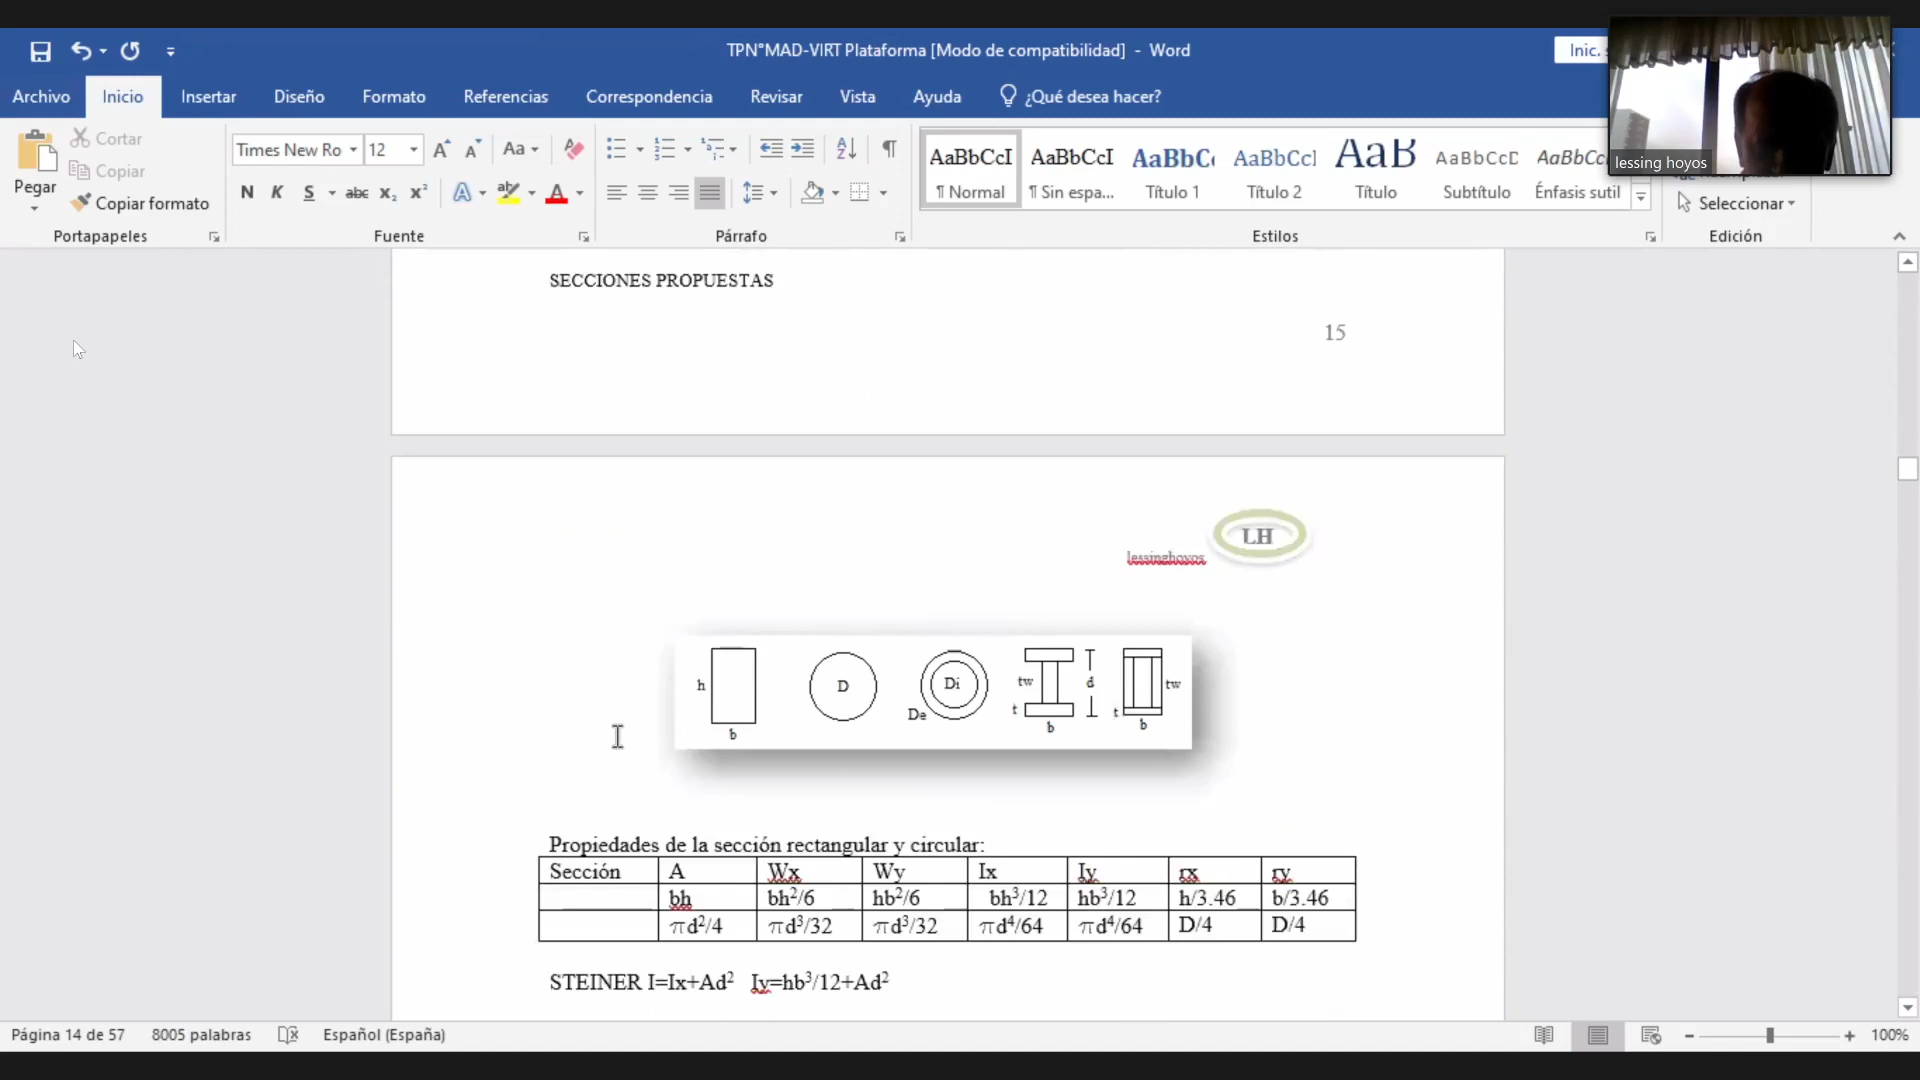 TPN°MAD-VIRT Plataforma [Modo de compatibilidad] - Word
Inic.
Archivo Inicio Insertar Diseño Formato Referencias Correspondencia Revisar Vista Ayuda ¿Qué desea hacer?
lessing hoyos
Pegar
Cortar
Copiar
Copiar formato
Portapapeles
Times New Ro 12
Aa
N K S abc x₂ x²
Fuente
Párrafo
AaBbCcI AaBbCcI AaBbC AaBbCcI AaB AaBbCcD AaBbCc
¶ Normal ¶ Sin espa... Título 1 Título 2 Título Subtítulo Énfasis sutil
Estilos
Seleccionar
Edición
SECCIONES PROPUESTAS
15
lessinghoyos
LH
h b
D
Di De
tw t b d
t b tw
Propiedades de la sección rectangular y circular:
Sección A Wx Wy Ix Iy rx ry
bh bh²/6 hb²/6 bh³/12 hb³/12 h/3.46 b/3.46
πd²/4 πd³/32 πd³/32 πd⁴/64 πd⁴/64 D/4 D/4
STEINER I=Ix+Ad² Iy=hb³/12+Ad²
Página 14 de 57 8005 palabras Español (España) 100%